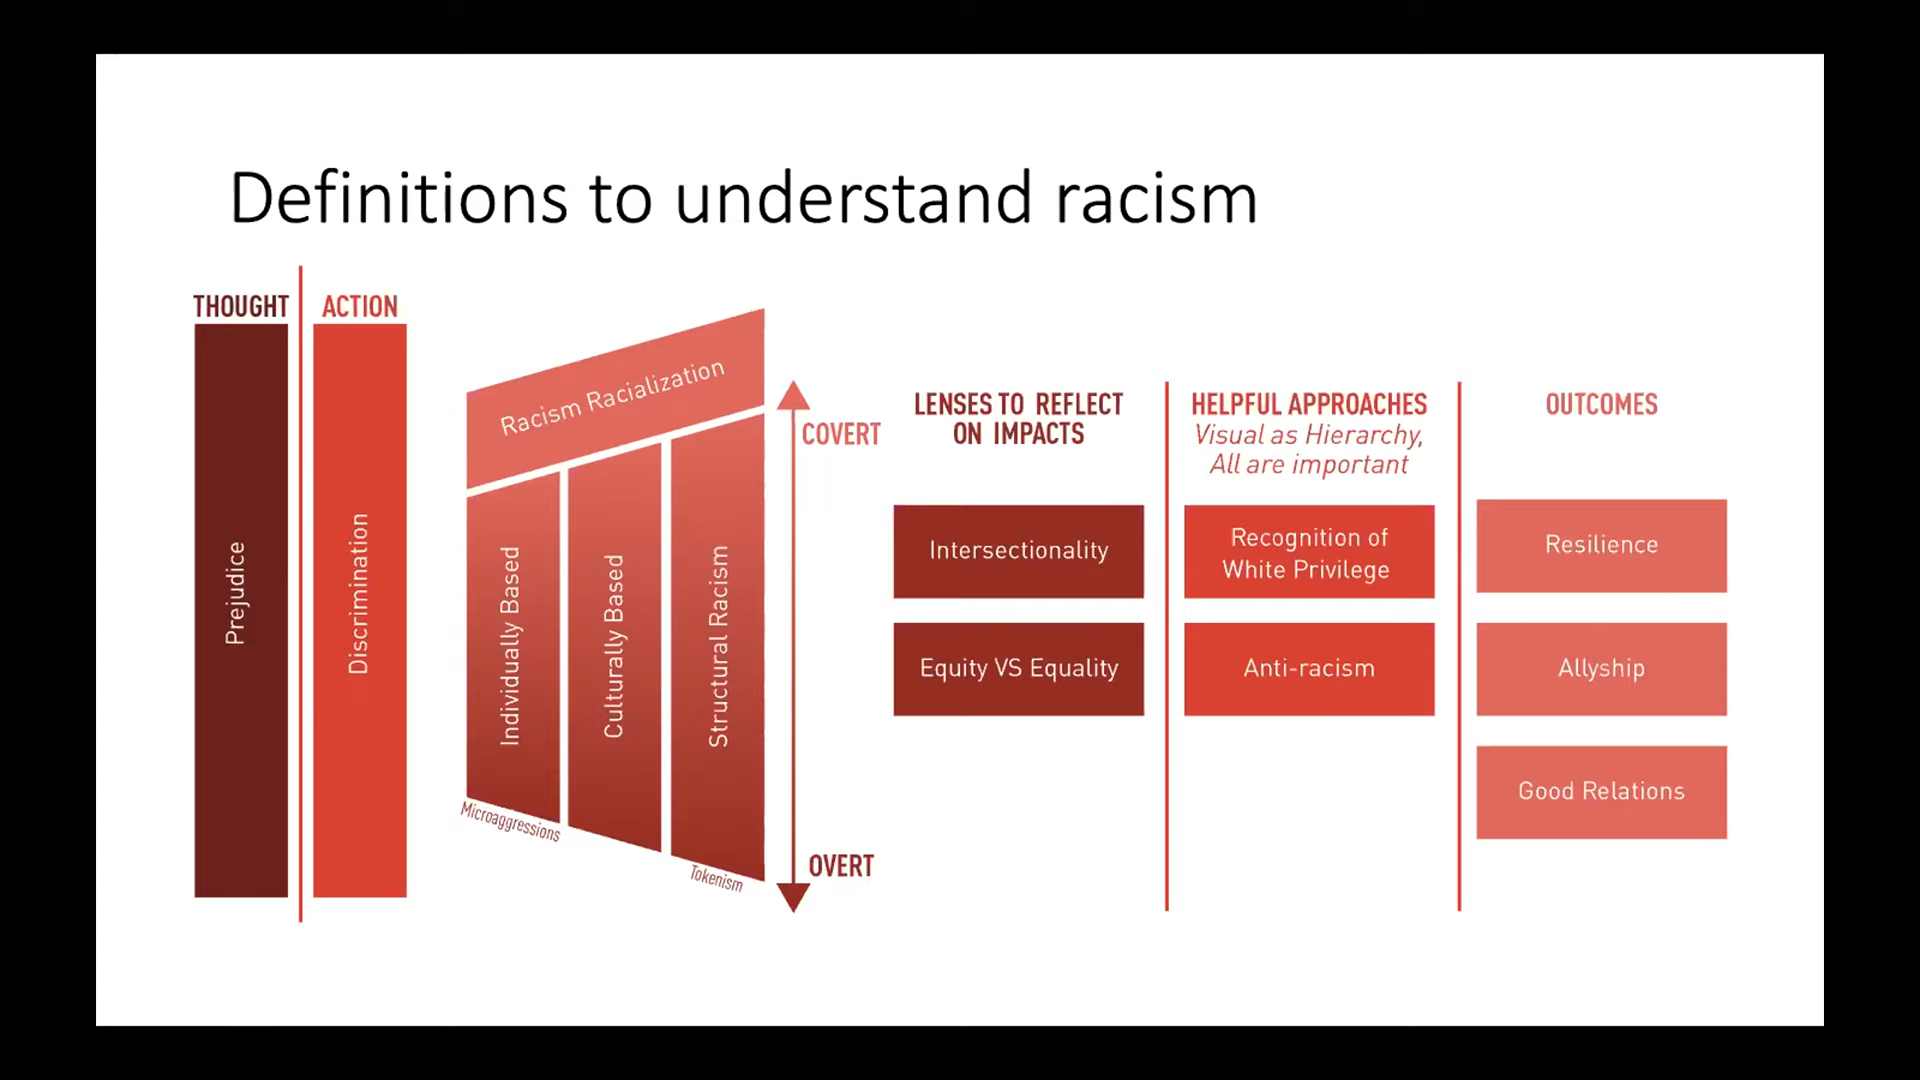 Definitions to understand racism
THOUGHT
Prejudice
ACTION
Discrimination
Racism Racialization
Individually Based
Culturally Based
Structural Racism
Microaggressions
Tokenism
COVERT
OVERT
LENSES TO REFLECT
ON IMPACTS
Intersectionality
Equity VS Equality
HELPFUL APPROACHES
Visual as Hierarchy,
All are important
Recognition of
White Privilege
Anti-racism
OUTCOMES
Resilience
Allyship
Good Relations